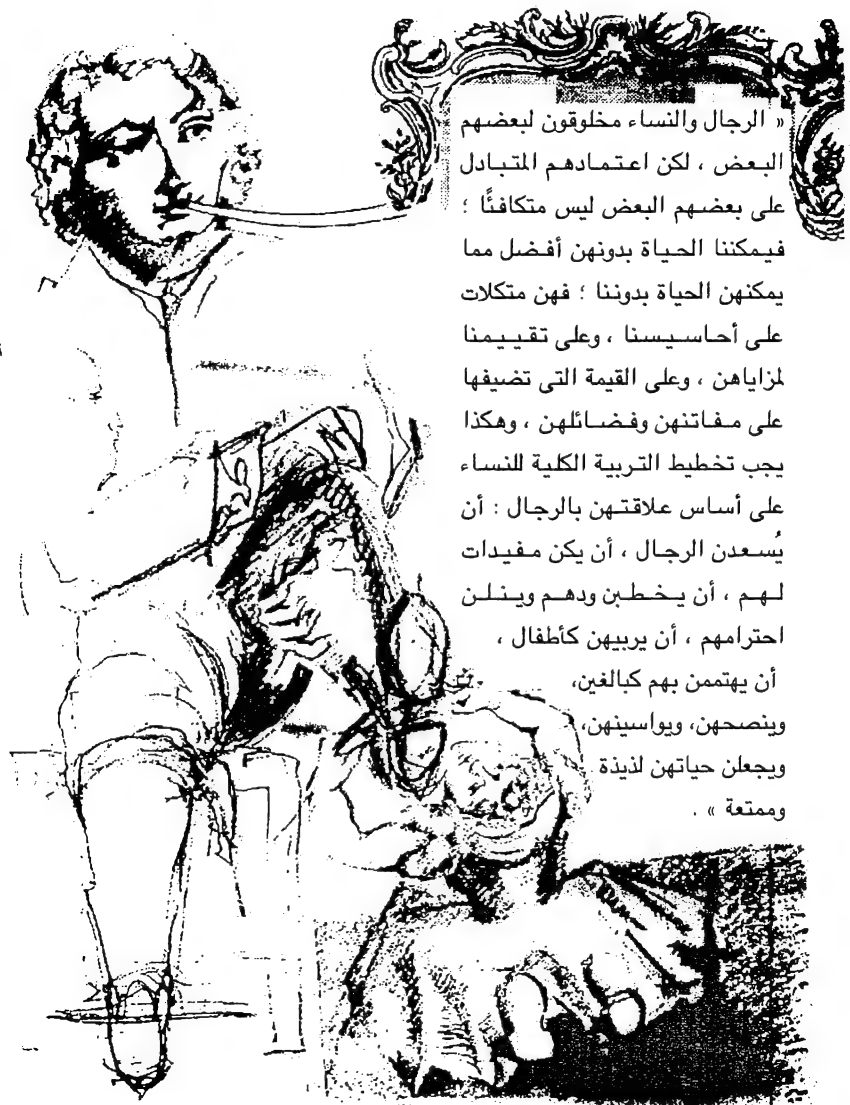 « الرجال والنساء مخلوقون لبعضهم
البعض ، لكن اعتمادهم المتبادل
على بعضهم البعض ليس متكافئًا ؛
فيمكننا الحياة بدونهن أفضل مما
يمكنهن الحياة بدوننا ؛ فهن متكلات
على أحاسيسنا ، وعلى تقييمنا
لمزاياهن ، وعلى القيمة التى تضيفها
على مفاتنهن وفضائلهن ، وهكذا
يجب تخطيط التربية الكلية للنساء
على أساس علاقتهن بالرجال : أن
يُسعدن الرجال ، أن يكن مفيدات
لهم ، أن يخطبن ودهم وينلن
احترامهم ، أن يربيهن كأطفال ،
أن يهتممن بهم كبالغين،
وينصحهن، ويواسينهن،
ويجعلن حياتهن لذيذة
وممتعة » .